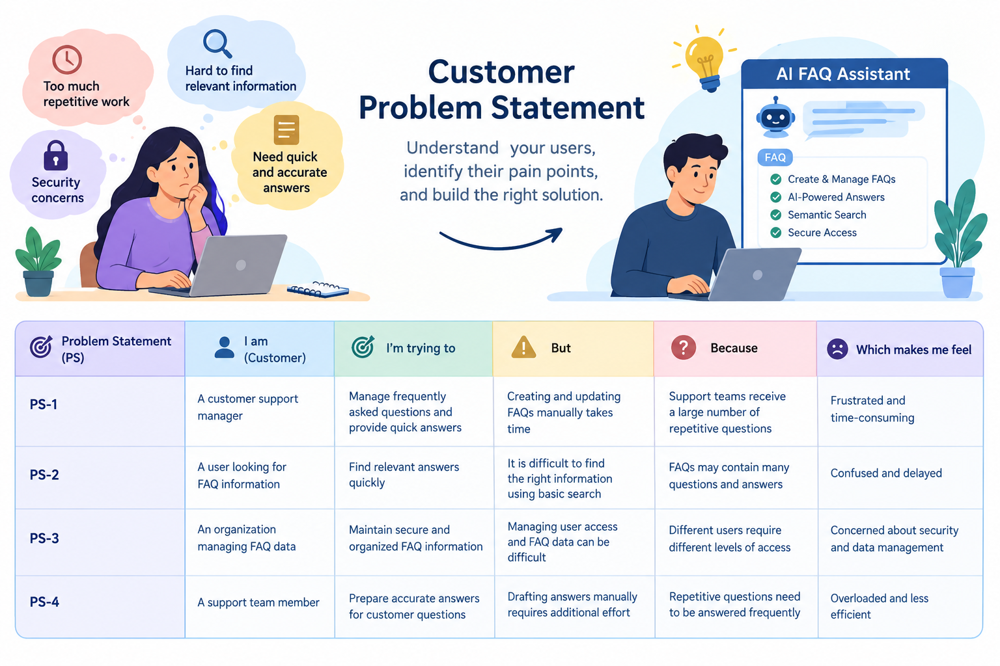 Too much
repetitive work
Hard to find
relevant information
Security
concerns
Need quick
and accurate
answers
Customer
Problem Statement
Understand your users,
identify their pain points,
and build the right solution.
AI FAQ Assistant
FAQ
Create & Manage FAQs
AI-Powered Answers
Semantic Search
Secure Access
Problem Statement
(PS)
I am
(Customer)
I'm trying to
But
Because
Which makes me feel
PS-1
A customer support
manager
Manage frequently
asked questions and
provide quick answers
Creating and updating
FAQs manually takes
time
Support teams receive
a large number of
repetitive questions
Frustrated and
time-consuming
PS-2
A user looking for
FAQ information
Find relevant answers
quickly
It is difficult to find
the right information
using basic search
FAQs may contain many
questions and answers
Confused and delayed
PS-3
An organization
managing FAQ data
Maintain secure and
organized FAQ information
Managing user access
and FAQ data can be
difficult
Different users require
different levels of access
Concerned about security
and data management
PS-4
A support team member
Prepare accurate answers
for customer questions
Drafting answers manually
requires additional effort
Repetitive questions need
to be answered frequently
Overloaded and less
efficient